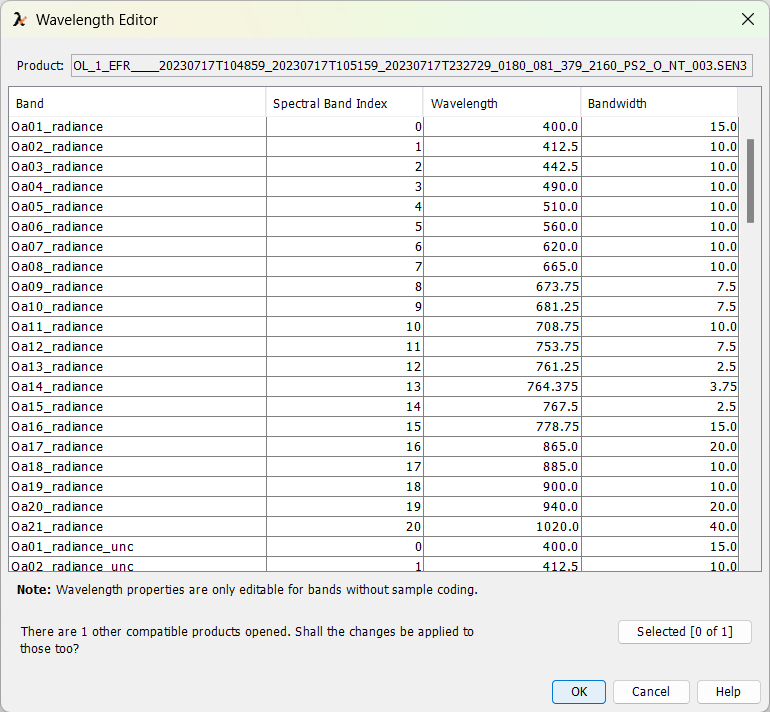 Wavelength Editor
Product: OL_1_EFR____20230717T104859_20230717T105159_20230717T232729_0180_081_379_2160_PS2_O_NT_003.SEN3
Band Spectral Band Index Wavelength Bandwidth
Oa01_radiance 0 400.0 15.0
Oa02_radiance 1 412.5 10.0
Oa03_radiance 2 442.5 10.0
Oa04_radiance 3 490.0 10.0
Oa05_radiance 4 510.0 10.0
Oa06_radiance 5 560.0 10.0
Oa07_radiance 6 620.0 10.0
Oa08_radiance 7 665.0 10.0
Oa09_radiance 8 673.75 7.5
Oa10_radiance 9 681.25 7.5
Oa11_radiance 10 708.75 10.0
Oa12_radiance 11 753.75 7.5
Oa13_radiance 12 761.25 2.5
Oa14_radiance 13 764.375 3.75
Oa15_radiance 14 767.5 2.5
Oa16_radiance 15 778.75 15.0
Oa17_radiance 16 865.0 20.0
Oa18_radiance 17 885.0 10.0
Oa19_radiance 18 900.0 10.0
Oa20_radiance 19 940.0 20.0
Oa21_radiance 20 1020.0 40.0
Oa01_radiance_unc 0 400.0 15.0
Oa02_radiance_unc 1 412.5 10.0
Note: Wavelength properties are only editable for bands without sample coding.
There are 1 other compatible products opened. Shall the changes be applied to
those too?
Selected [0 of 1]
OK Cancel Help